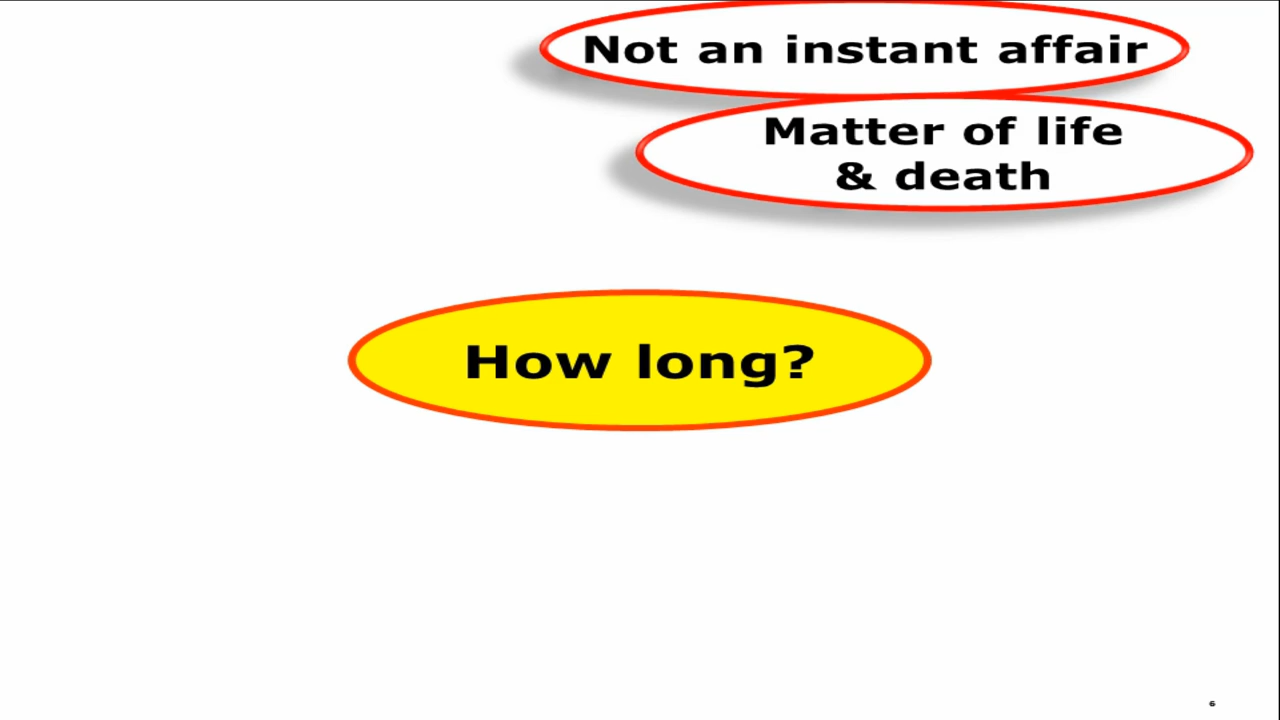 Not an instant affair
Matter of life
& death
How long?
6